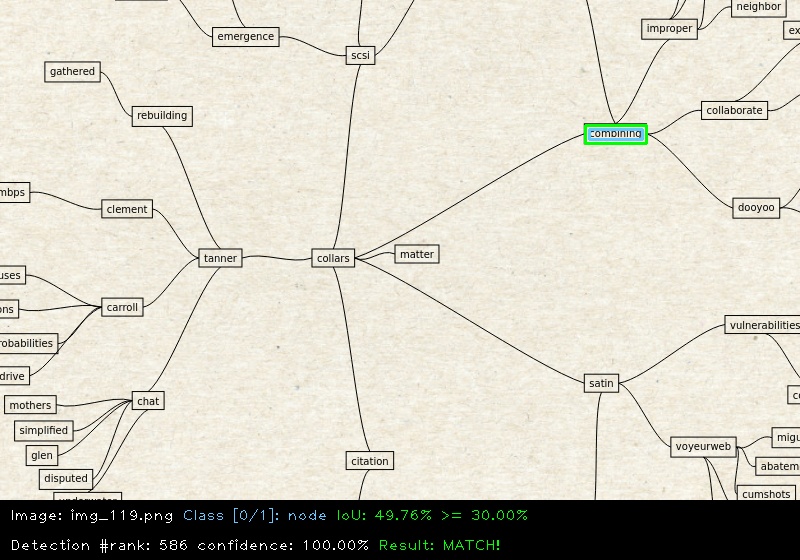 neighbor
improper
emergence
scsi
gathered
collaborate
rebuilding
combining
mbps
clement
dooyoo
matter
tanner
collars
uses
carroll
ons
vulnerabilities
robabilities
drive
satin
chat
mothers
simplified
migu
voyeurweb
glen
citation
abatem
disputed
cumshots
Image: img_119.png Class [0/1]: node IoU: 49.76% >= 30.00%
Detection #rank: 586 confidence: 100.00% Result: MATCH!